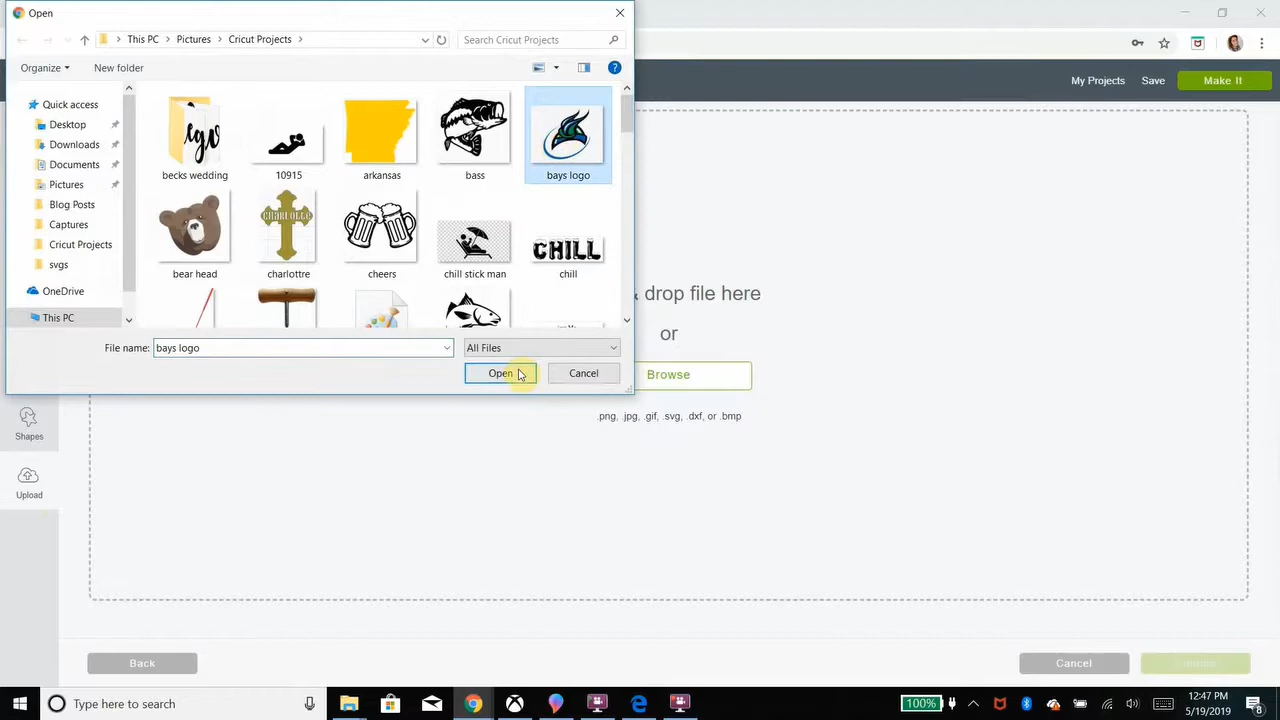 Open
This PC > Pictures > Cricut Projects >
Search Cricut Projects
Organize
New folder
My Projects
Save
Make It
Quick access
Desktop
Downloads
Documents
Pictures
Blog Posts
Captures
Cricut Projects
svgs
OneDrive
This PC
becks wedding
10915
arkansas
bass
bays logo
CHARLOTTE
CHILL
bear head
charlottre
cheers
chill stick man
chill
File name: bays logo
All Files
Open
Cancel
drop file here
or
Browse
.png, .jpg, .gif, .svg, .dxf, or .bmp
Shapes
Upload
Back
Cancel
Type here to search
100%
12:47 PM
5/19/2019
8